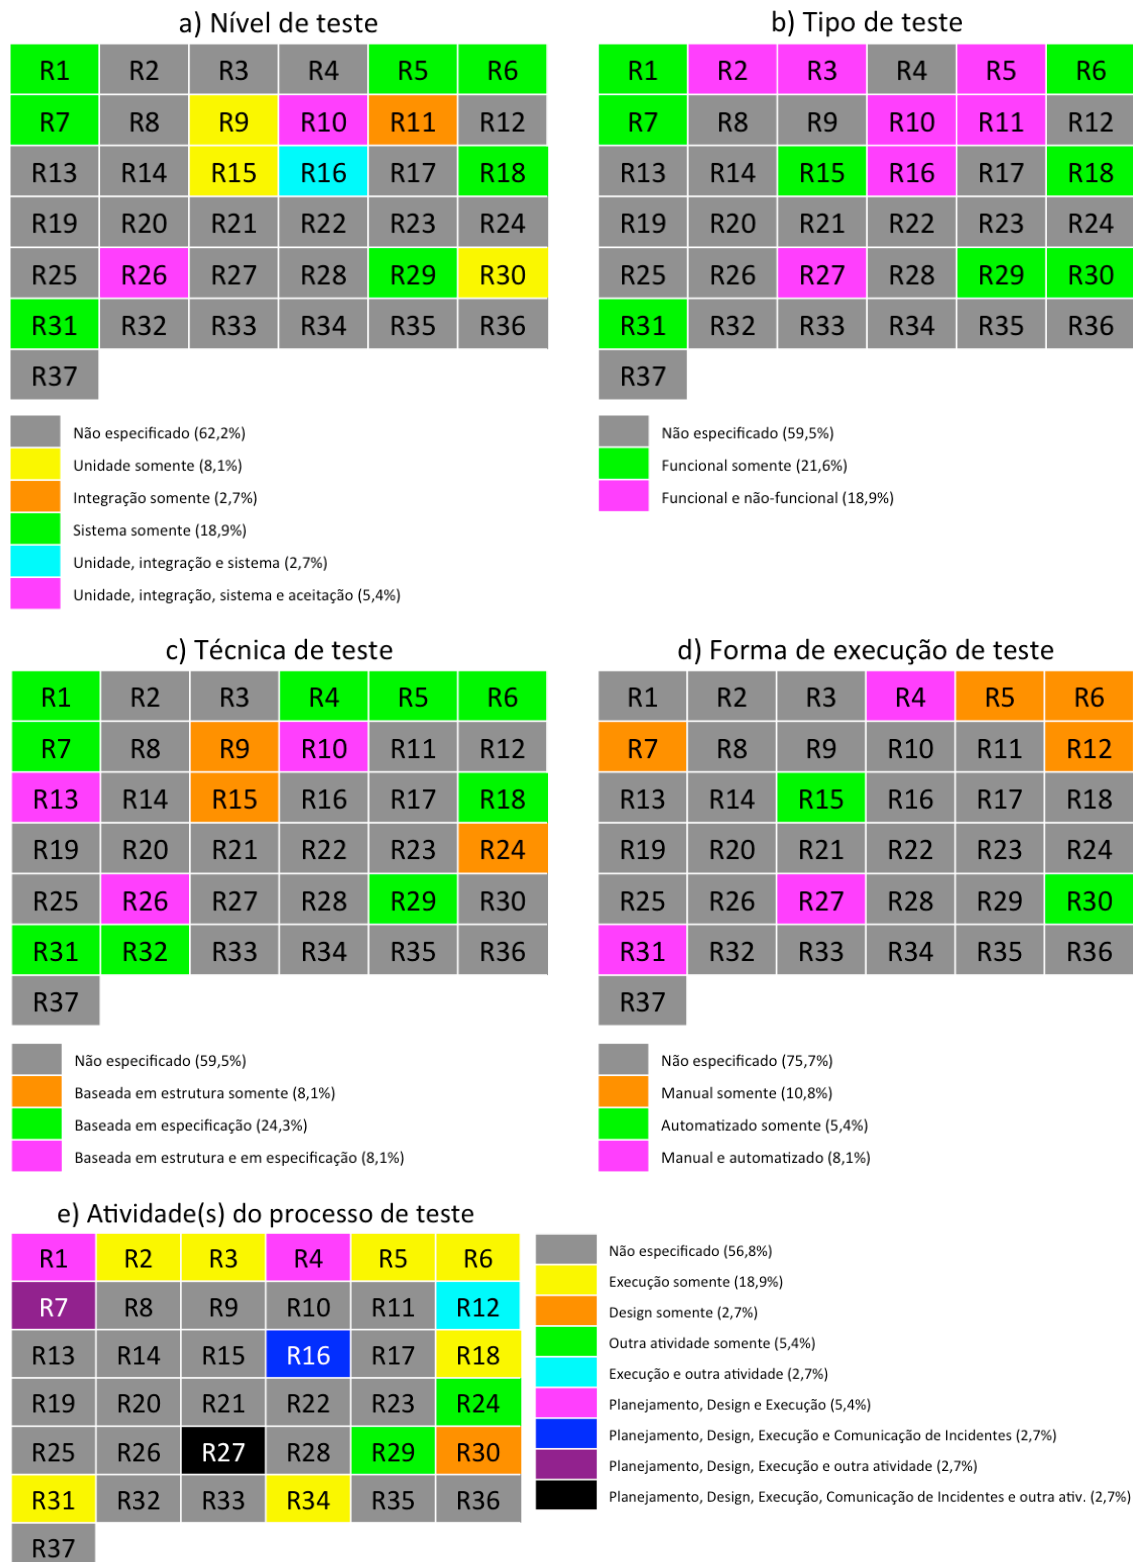 a) Nível de teste
R1 R2 R3 R4 R5 R6
R7 R8 R9 R10 R11 R12
R13 R14 R15 R16 R17 R18
R19 R20 R21 R22 R23 R24
R25 R26 R27 R28 R29 R30
R31 R32 R33 R34 R35 R36
R37
Não especificado (62,2%)
Unidade somente (8,1%)
Integração somente (2,7%)
Sistema somente (18,9%)
Unidade, integração e sistema (2,7%)
Unidade, integração, sistema e aceitação (5,4%)
b) Tipo de teste
R1 R2 R3 R4 R5 R6
R7 R8 R9 R10 R11 R12
R13 R14 R15 R16 R17 R18
R19 R20 R21 R22 R23 R24
R25 R26 R27 R28 R29 R30
R31 R32 R33 R34 R35 R36
R37
Não especificado (59,5%)
Funcional somente (21,6%)
Funcional e não-funcional (18,9%)
c) Técnica de teste
R1 R2 R3 R4 R5 R6
R7 R8 R9 R10 R11 R12
R13 R14 R15 R16 R17 R18
R19 R20 R21 R22 R23 R24
R25 R26 R27 R28 R29 R30
R31 R32 R33 R34 R35 R36
R37
Não especificado (59,5%)
Baseada em estrutura somente (8,1%)
Baseada em especificação (24,3%)
Baseada em estrutura e em especificação (8,1%)
d) Forma de execução de teste
R1 R2 R3 R4 R5 R6
R7 R8 R9 R10 R11 R12
R13 R14 R15 R16 R17 R18
R19 R20 R21 R22 R23 R24
R25 R26 R27 R28 R29 R30
R31 R32 R33 R34 R35 R36
R37
Não especificado (75,7%)
Manual somente (10,8%)
Automatizado somente (5,4%)
Manual e automatizado (8,1%)
e) Atividade(s) do processo de teste
R1 R2 R3 R4 R5 R6
R7 R8 R9 R10 R11 R12
R13 R14 R15 R16 R17 R18
R19 R20 R21 R22 R23 R24
R25 R26 R27 R28 R29 R30
R31 R32 R33 R34 R35 R36
R37
Não especificado (56,8%)
Execução somente (18,9%)
Design somente (2,7%)
Outra atividade somente (5,4%)
Execução e outra atividade (2,7%)
Planejamento, Design e Execução (5,4%)
Planejamento, Design, Execução e Comunicação de Incidentes (2,7%)
Planejamento, Design, Execução e outra atividade (2,7%)
Planejamento, Design, Execução, Comunicação de Incidentes e outra ativ. (2,7%)